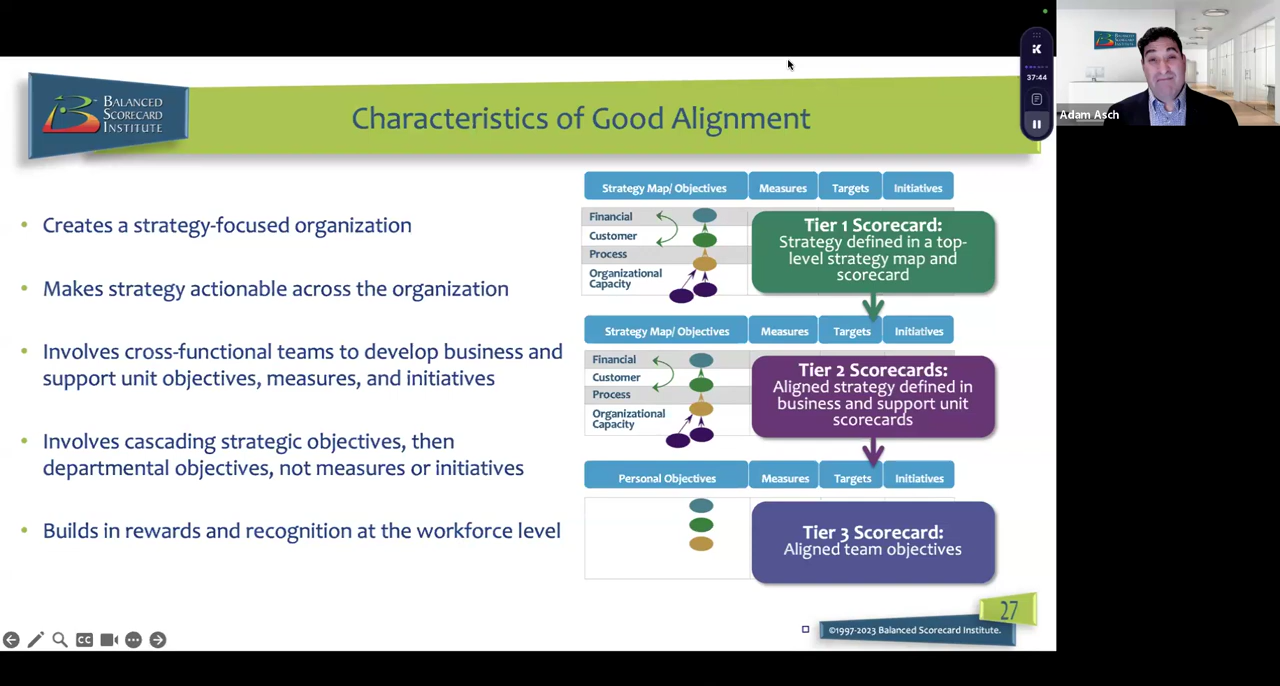 BALANCED
SCORECARD
INSTITUTE
Characteristics of Good Alignment
37:44
BALANCED
SCORECARD
INSTITUTE
Adam Asch
• Creates a strategy-focused organization
• Makes strategy actionable across the organization
• Involves cross-functional teams to develop business and
support unit objectives, measures, and initiatives
• Involves cascading strategic objectives, then
departmental objectives, not measures or initiatives
• Builds in rewards and recognition at the workforce level
Strategy Map/ Objectives Measures Targets Initiatives
Financial
Customer
Process
Organizational
Capacity
Tier 1 Scorecard:
Strategy defined in a top-
level strategy map and
scorecard
Strategy Map/ Objectives Measures Targets Initiatives
Financial
Customer
Process
Organizational
Capacity
Tier 2 Scorecards:
Aligned strategy defined in
business and support unit
scorecards
Personal Objectives Measures Targets Initiatives
Tier 3 Scorecard:
Aligned team objectives
27
©1997-2023 Balanced Scorecard Institute.
CC